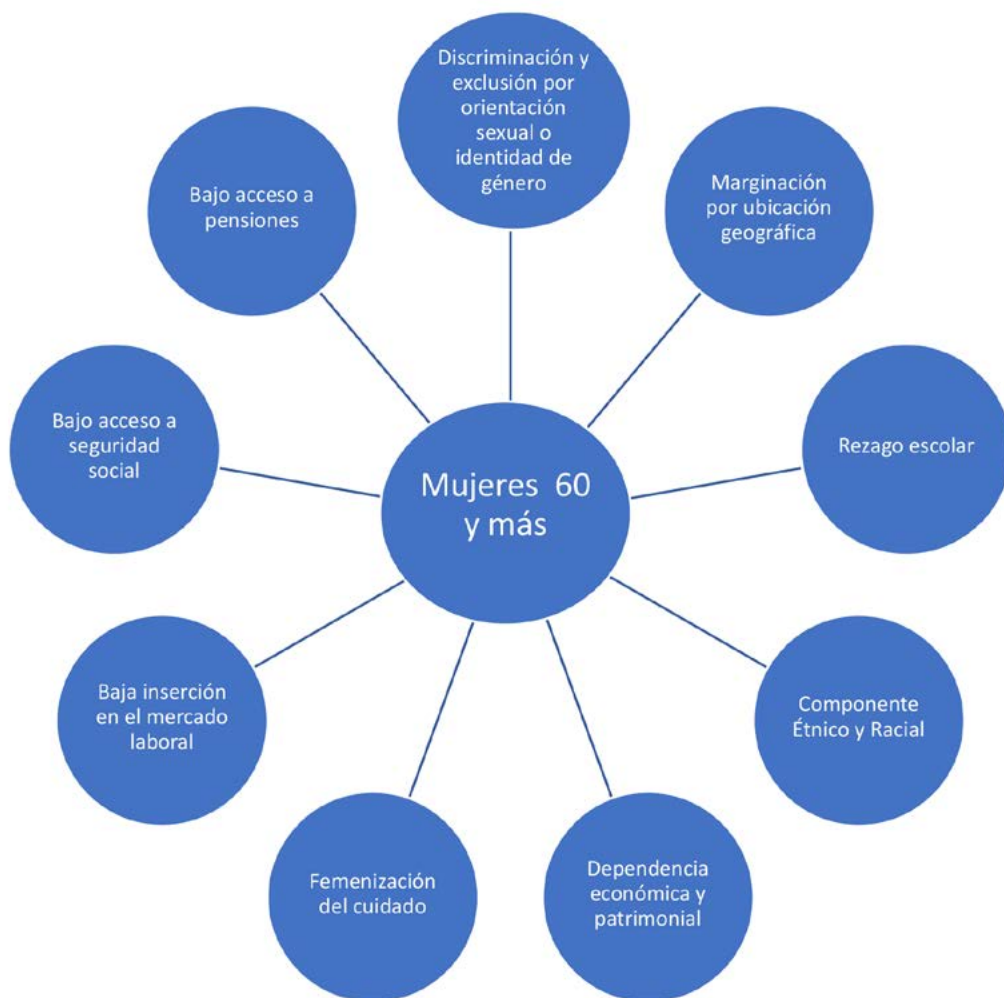 Discriminación y
exclusión por
orientación
sexual o
identidad de
género
Marginación
por ubicación
geográfica
Rezago escolar
Componente
Étnico y Racial
Dependencia
económica y
patrimonial
Femenización
del cuidado
Baja inserción
en el mercado
laboral
Bajo acceso a
seguridad
social
Bajo acceso a
pensiones
Mujeres 60
y más